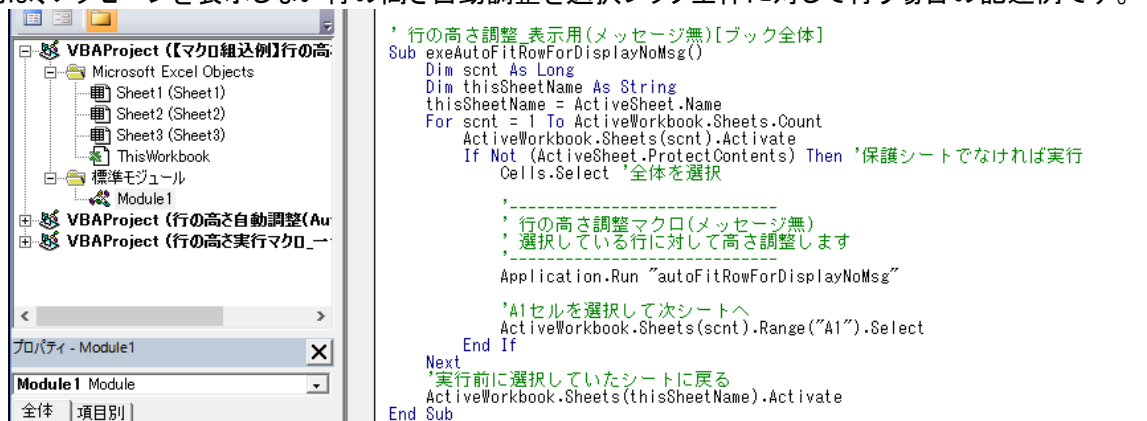 を表示しない行の高さ自動調整を選択ブック全体に対して行う場合の記述例です。
VBAProject (【マクロ組込例】行の高
Microsoft Excel Objects
Sheet1 (Sheet1)
Sheet2 (Sheet2)
Sheet3 (Sheet3)
ThisWorkbook
標準モジュール
Module1
VBAProject (行の高さ自動調整(Au
VBAProject (行の高さ実行マクロ_一
プロパティ - Module1
Module1 Module
全体
項目別
' 行の高さ調整_表示用(メッセージ無)[ブック全体]
Sub exeAutoFitRowForDisplayNoMsg()
Dim scnt As Long
Dim thisSheetName As String
thisSheetName = ActiveSheet.Name
For scnt = 1 To ActiveWorkbook.Sheets.Count
ActiveWorkbook.Sheets(scnt).Activate
If Not (ActiveSheet.ProtectContents) Then '保護シートでなければ実行
Cells.Select '全体を選択
'-----------------------------
' 行の高さ調整マクロ(メッセージ無)
' 選択している行に対して高さ調整します
'-----------------------------
Application.Run "autoFitRowForDisplayNoMsg"
'A1セルを選択して次シートへ
ActiveWorkbook.Sheets(scnt).Range("A1").Select
End If
Next
'実行前に選択していたシートに戻る
ActiveWorkbook.Sheets(thisSheetName).Activate
End Sub